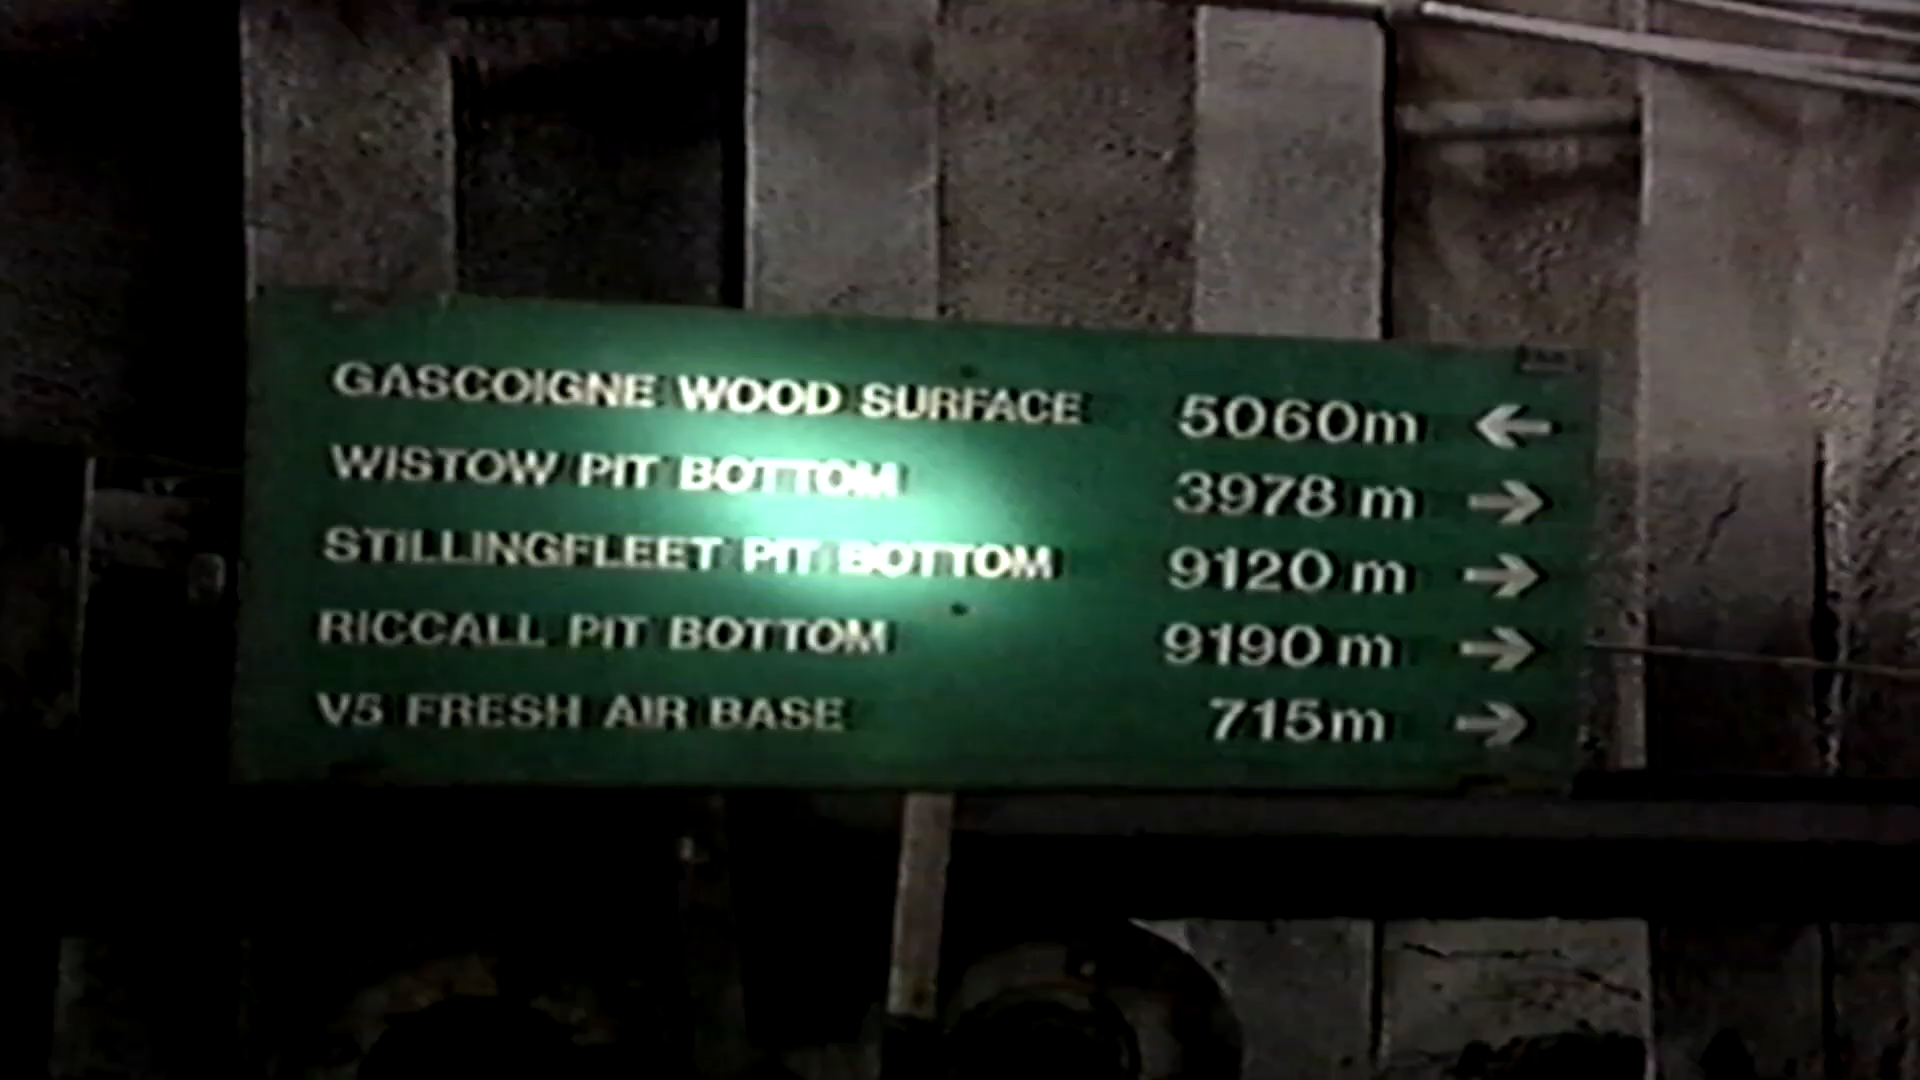 GASCOIGNE WOOD SURFACE 5060m ←
WISTOW PIT BOTTOM 3978 m →
STILLINGFLEET PIT BOTTOM 9120 m →
RICCALL PIT BOTTOM 9190 m →
V5 FRESH AIR BASE 715m →